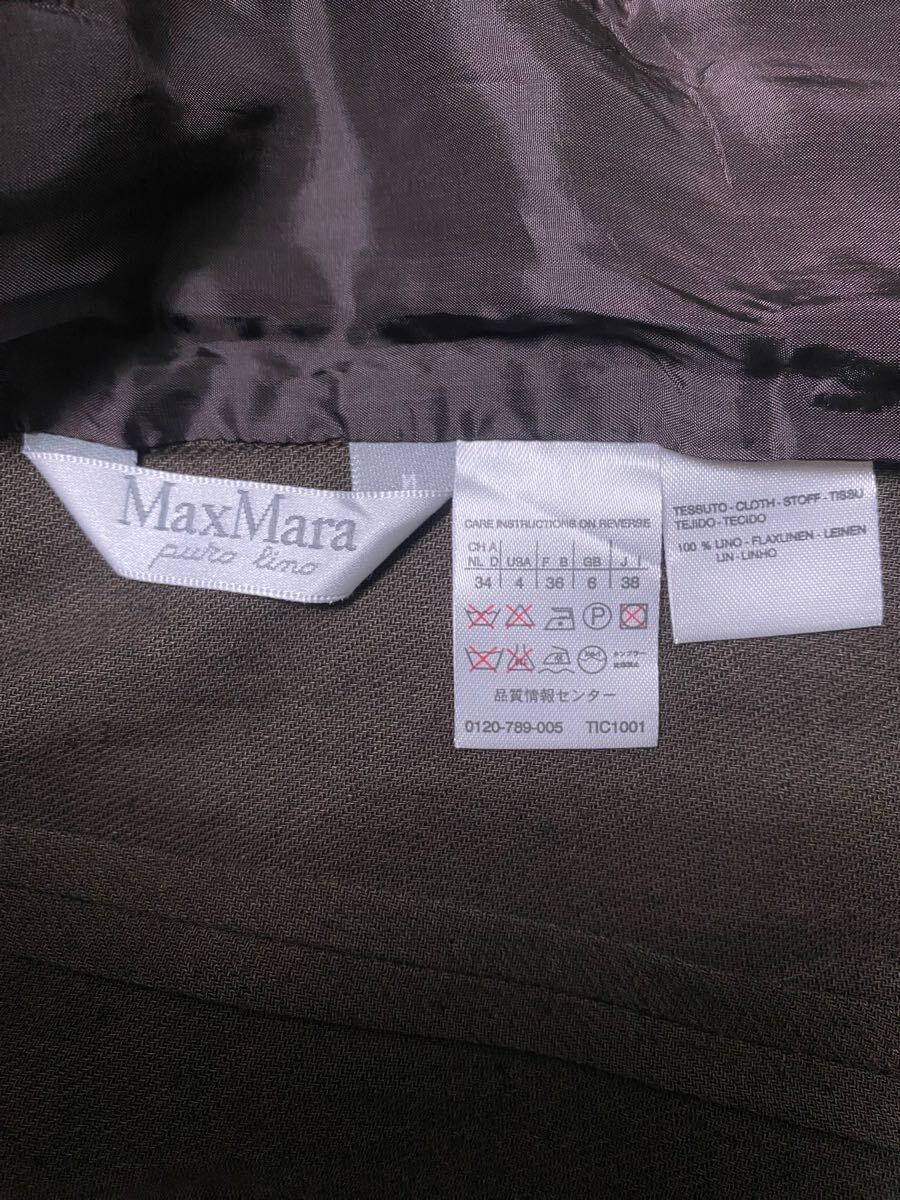 MaxMara
puro lino
CARE INSTRUCTIONS ON REVERSE
CH A USA F B GB J I
NL D
34 4 36 6 38
P
品質情報センター
0120-789-005 TIC1001
TESSUTO - CLOTH - STOFF - TISSU
TEJIDO - TECIDO
100 % LINO - FLAX/LINEN - LEINEN
LIN - LINHO